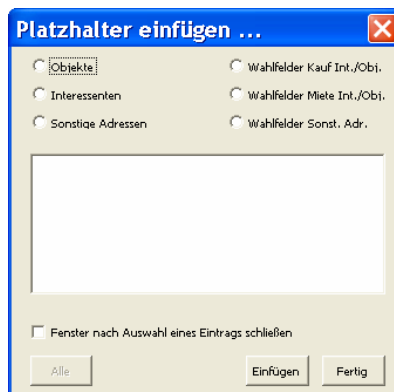 Platzhalter einfügen ...
Objekte
Wahlfelder Kauf Int./Obj.
Interessenten
Wahlfelder Miete Int./Obj.
Sonstige Adressen
Wahlfelder Sonst. Adr.
Fenster nach Auswahl eines Eintrags schließen
Alle
Einfügen
Fertig